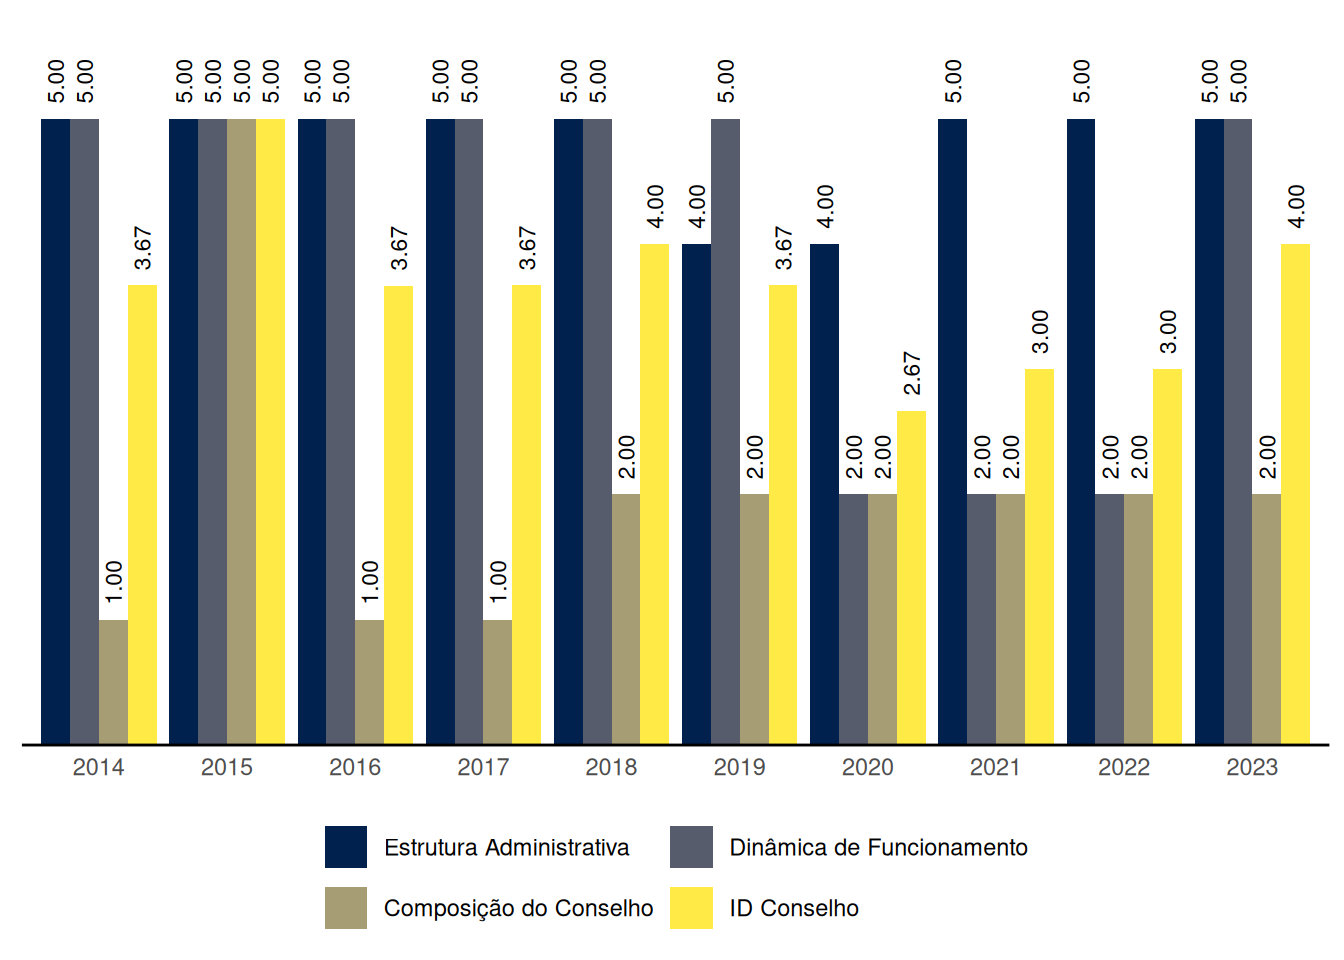 5.00 5.00 1.00 3.67 5.00 5.00 5.00 5.00 5.00 5.00 1.00 3.67 5.00 5.00 1.00 3.67 5.00 5.00 2.00 4.00 4.00 5.00 2.00 3.67 4.00 2.00 2.00 2.67 5.00 2.00 2.00 3.00 5.00 2.00 2.00 3.00 5.00 5.00 2.00 4.00
2014 2015 2016 2017 2018 2019 2020 2021 2022 2023
Estrutura Administrativa Dinâmica de Funcionamento
Composição do Conselho ID Conselho